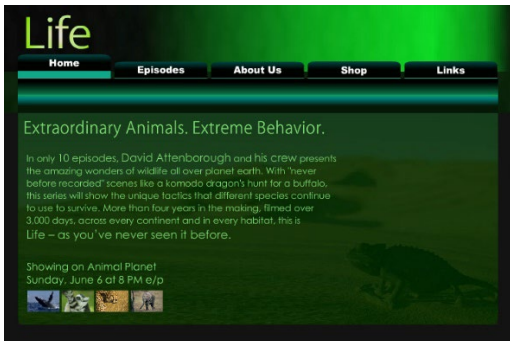 Life
Home Episodes About Us Shop Links
Extraordinary Animals. Extreme Behavior.
In only 10 episodes, David Attenborough and his crew presents
the amazing wonders of wildlife all over planet earth. With "never
before recorded" scenes like a komodo dragon's hunt for a buffalo,
this series will show the unique tactics that different species continue
to use to survive. More than four years in the making, filmed over
3,000 days, across every continent and in every habitat, this is
Life – as you've never seen it before.
Showing on Animal Planet
Sunday, June 6 at 8 PM e/p